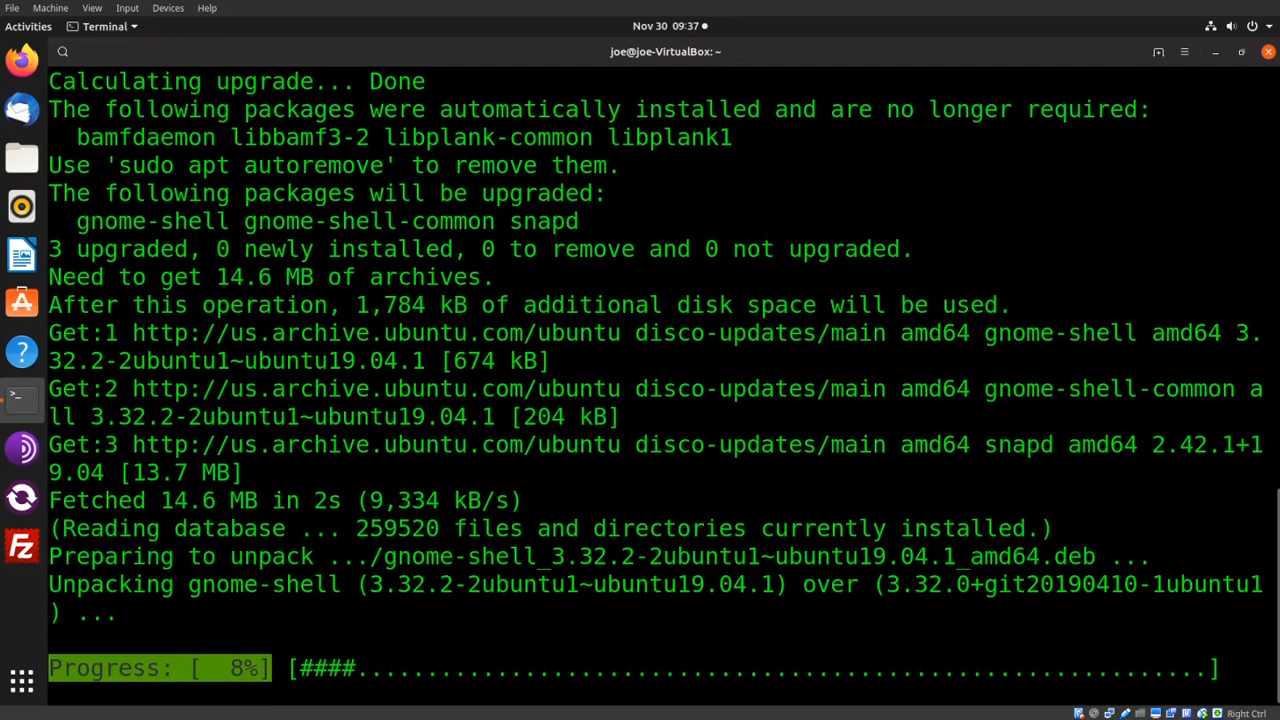 File Machine View Input Devices Help
Activities Terminal Nov 30 09:37
joe@joe-VirtualBox: ~
Calculating upgrade... Done
The following packages were automatically installed and are no longer required:
  bamfdaemon libbamf3-2 libplank-common libplank1
Use 'sudo apt autoremove' to remove them.
The following packages will be upgraded:
  gnome-shell gnome-shell-common snapd
3 upgraded, 0 newly installed, 0 to remove and 0 not upgraded.
Need to get 14.6 MB of archives.
After this operation, 1,784 kB of additional disk space will be used.
Get:1 http://us.archive.ubuntu.com/ubuntu disco-updates/main amd64 gnome-shell amd64 3.
32.2-2ubuntu1~ubuntu19.04.1 [674 kB]
Get:2 http://us.archive.ubuntu.com/ubuntu disco-updates/main amd64 gnome-shell-common a
ll 3.32.2-2ubuntu1~ubuntu19.04.1 [204 kB]
Get:3 http://us.archive.ubuntu.com/ubuntu disco-updates/main amd64 snapd amd64 2.42.1+1
9.04 [13.7 MB]
Fetched 14.6 MB in 2s (9,334 kB/s)
(Reading database ... 259520 files and directories currently installed.)
Preparing to unpack .../gnome-shell_3.32.2-2ubuntu1~ubuntu19.04.1_amd64.deb ...
Unpacking gnome-shell (3.32.2-2ubuntu1~ubuntu19.04.1) over (3.32.0+git20190410-1ubuntu1
) ...
Progress: [  8%] [####.............................................................]
Right Ctrl